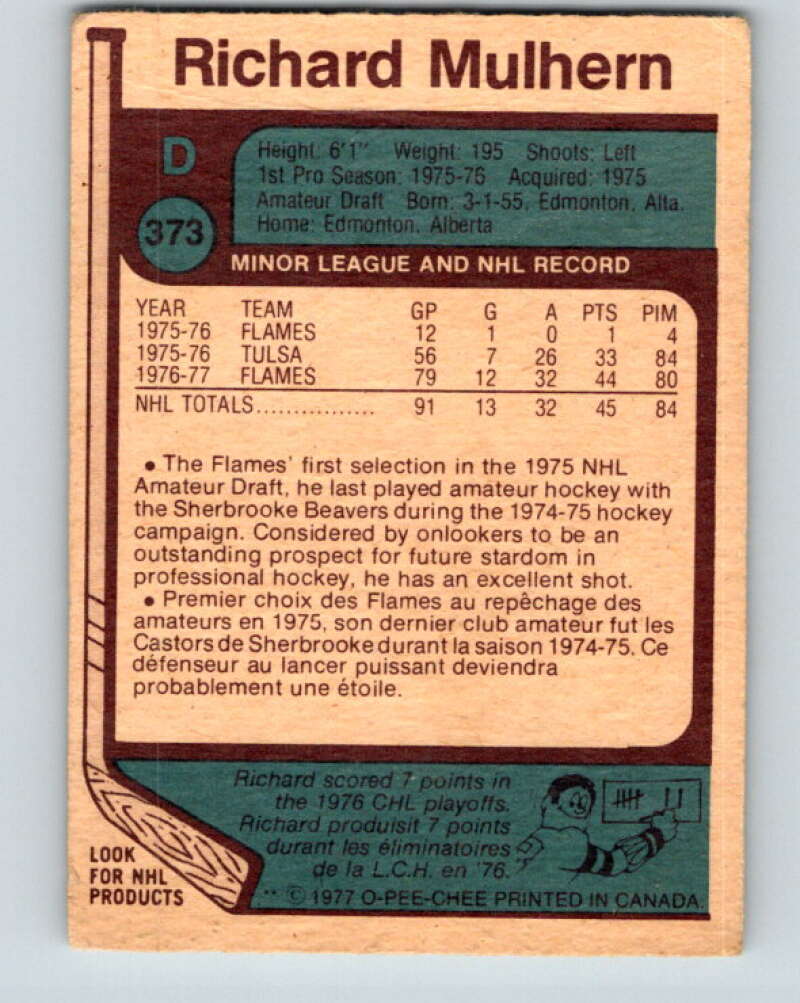 Richard Mulhern
D
Height: 6'1" Weight: 195 Shoots: Left
1st Pro Season: 1975-76 Acquired: 1975
Amateur Draft Born: 3-1-55, Edmonton, Alta.
Home: Edmonton, Alberta
373
MINOR LEAGUE AND NHL RECORD
YEAR TEAM GP G A PTS PIM
1975-76 FLAMES 12 1 0 1 4
1975-76 TULSA 56 7 26 33 84
1976-77 FLAMES 79 12 32 44 80
NHL TOTALS................ 91 13 32 45 84
• The Flames' first selection in the 1975 NHL
Amateur Draft, he last played amateur hockey with
the Sherbrooke Beavers during the 1974-75 hockey
campaign. Considered by onlookers to be an
outstanding prospect for future stardom in
professional hockey, he has an excellent shot.
• Premier choix des Flames au repêchage des
amateurs en 1975, son dernier club amateur fut les
Castors de Sherbrooke durant la saison 1974-75. Ce
défenseur au lancer puissant deviendra
probablement une étoile.
Richard scored 7 points in
the 1976 CHL playoffs.
Richard produisit 7 points
durant les éliminatoires
de la L.C.H. en '76.
LOOK
FOR NHL
PRODUCTS
** © 1977 O-PEE-CHEE PRINTED IN CANADA.